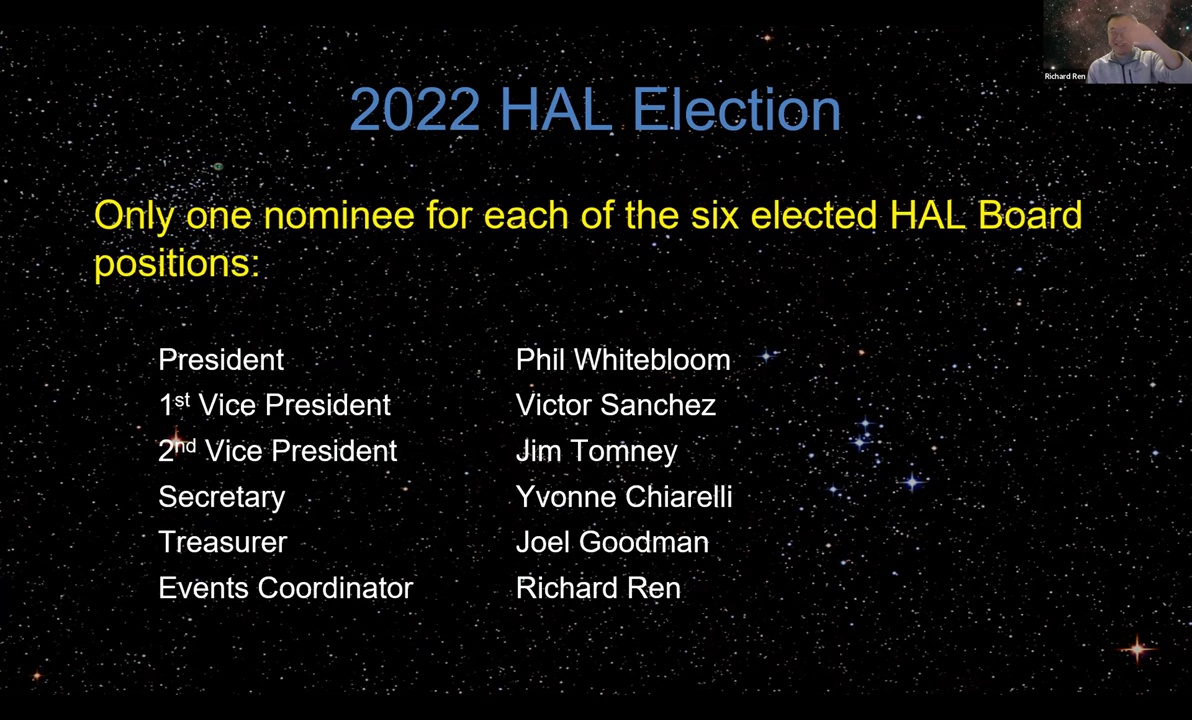 Richard Ren
2022 HAL Election
Only one nominee for each of the six elected HAL Board
positions:
President Phil Whitebloom
1st Vice President Victor Sanchez
2nd Vice President Jim Tomney
Secretary Yvonne Chiarelli
Treasurer Joel Goodman
Events Coordinator Richard Ren